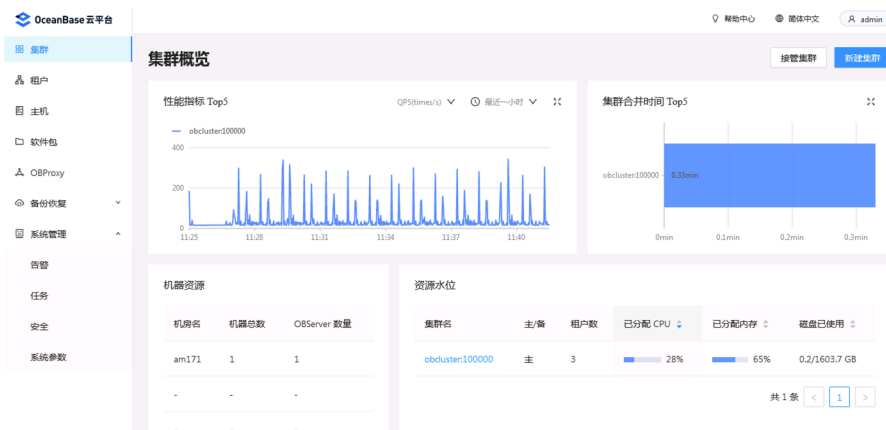 OceanBase 云平台
帮助中心 简体中文 admin
集群
租户
主机
软件包
OBProxy
备份恢复
系统管理
告警
任务
安全
系统参数
集群概览
接管集群 新建集群
性能指标 Top5 QPS(times/s) 最近一小时
obcluster:100000
400
200
0
11:25 11:28 11:31 11:34 11:37 11:40
集群合并时间 Top5
obcluster:100000 0.33min
0min 0.1min 0.2min 0.3min
机器资源
机房名 机器总数 OBServer 数量
am171 1 1
- - -
资源水位
集群名 主/备 租户数 已分配 CPU 已分配内存 磁盘已使用
obcluster:100000 主 3 28% 65% 0.2/1603.7 GB
共 1 条 < 1 >